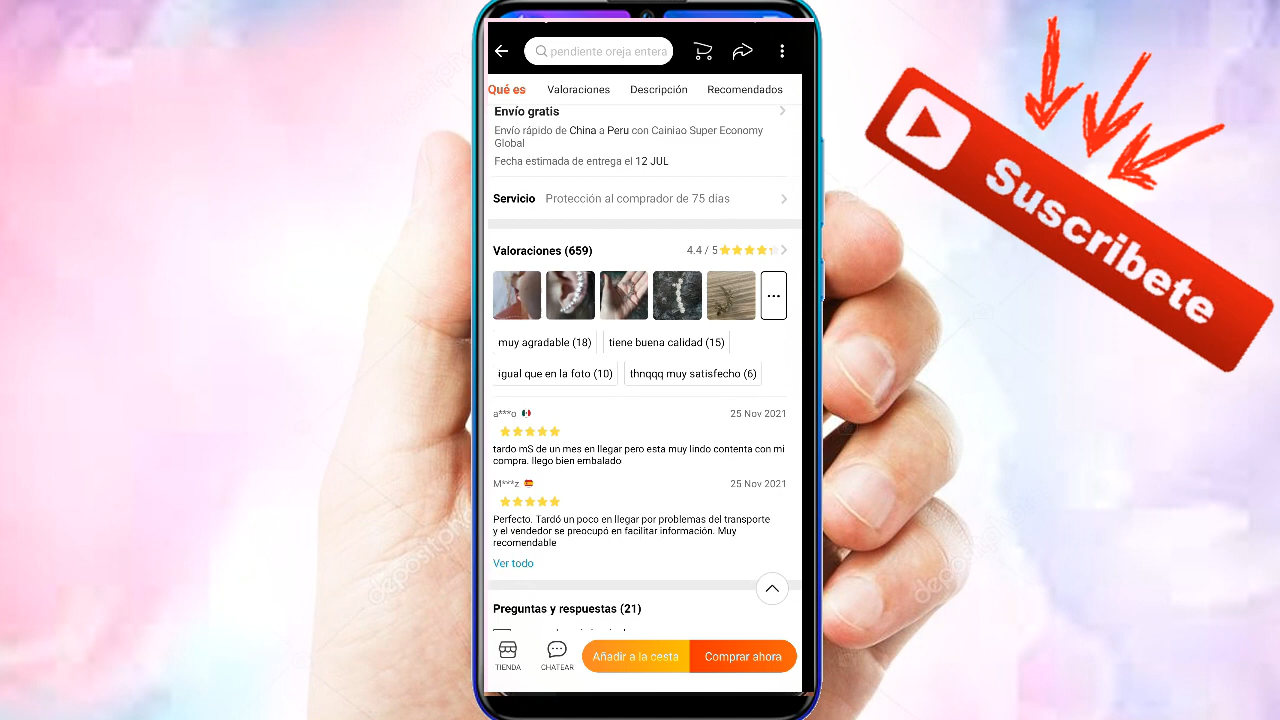 pendiente oreja entera
Qué es Valoraciones Descripción Recomendados
Envío gratis
Envío rápido de China a Peru con Cainiao Super Economy
Global
Fecha estimada de entrega el 12 JUL
Servicio Protección al comprador de 75 días
Valoraciones (659) 4.4 / 5
muy agradable (18) tiene buena calidad (15)
igual que en la foto (10) thnqqq muy satisfecho (6)
a***o 25 Nov 2021
tardo mS de un mes en llegar pero esta muy lindo contenta con mi
compra. llego bien embalado
M***z 25 Nov 2021
Perfecto. Tardó un poco en llegar por problemas del transporte
y el vendedor se preocupó en facilitar información. Muy
recomendable
Ver todo
Preguntas y respuestas (21)
TIENDA CHATEAR Añadir a la cesta Comprar ahora
Suscribete